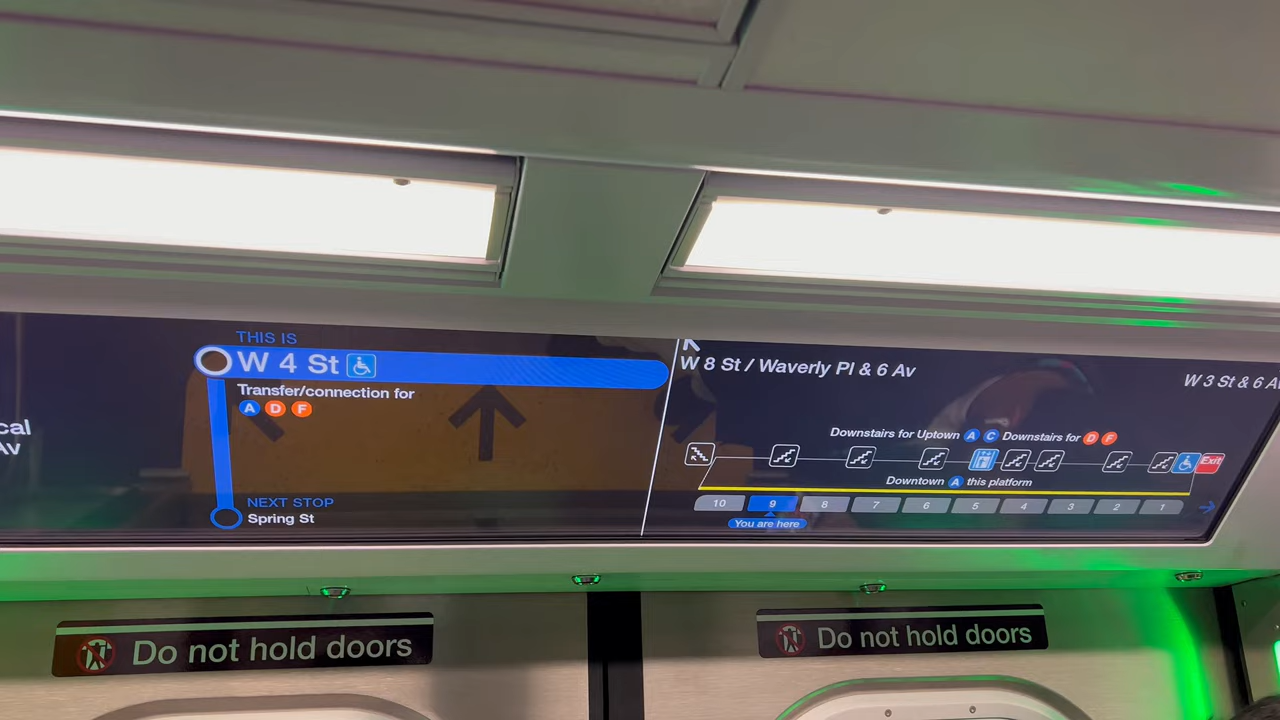 cal
Av
THIS IS
W 4 St
Transfer/connection for
A D F
NEXT STOP
Spring St
W 8 St / Waverly Pl & 6 Av
W 3 St & 6 A
Downstairs for Uptown A C Downstairs for D F
Exit
Downtown A this platform
10 9 8 7 6 5 4 3 2 1
You are here
Do not hold doors
Do not hold doors